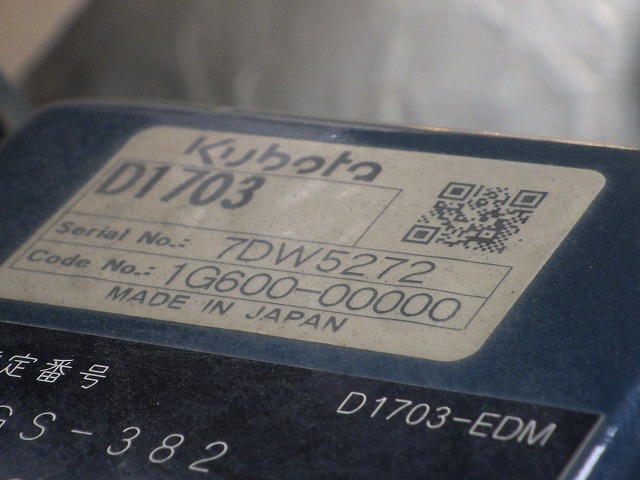 Kubota
D1703
Serial No.: 7DW5272
Code No.: 1G600-00000
MADE IN JAPAN
定番号
D1703-EDM
GS-382